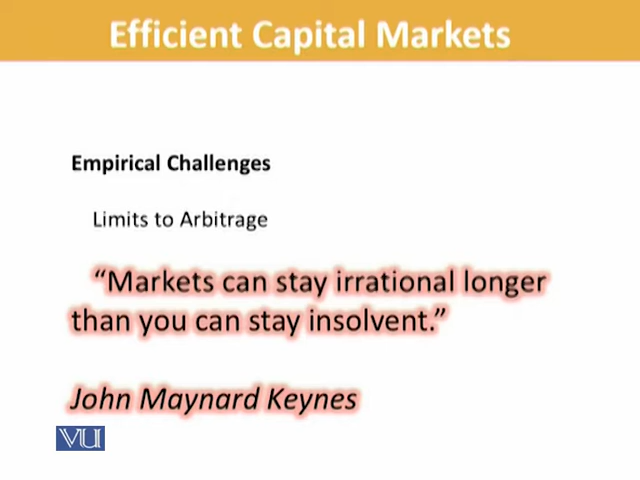 Efficient Capital Markets
Empirical Challenges
Limits to Arbitrage
“Markets can stay irrational longer
than you can stay insolvent.”
John Maynard Keynes
VU